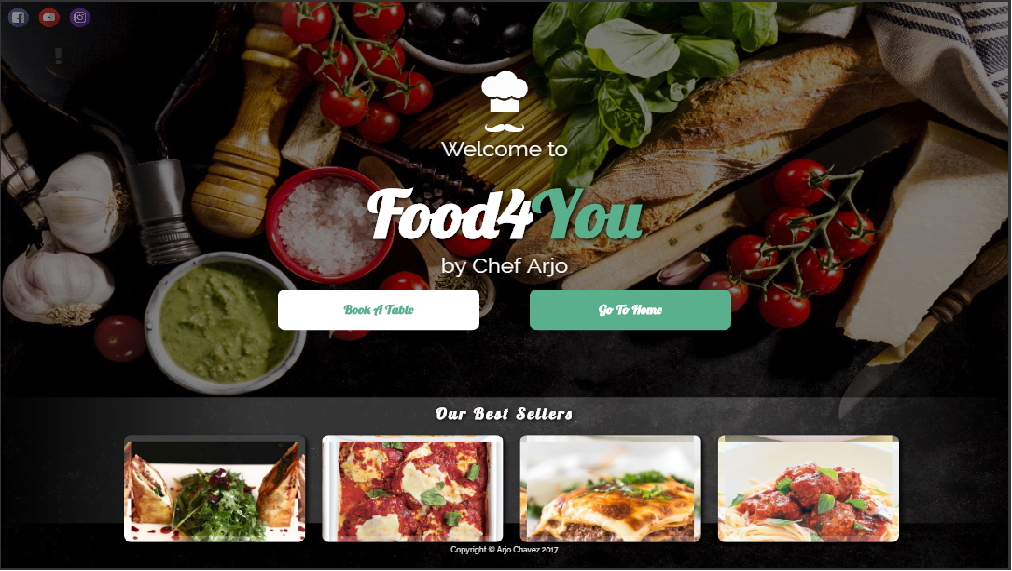 Welcome to
Food4You
by Chef Arjo
Book A Table
Go To Home
Our Best Sellers
Copyright © Arjo Chavez 2017